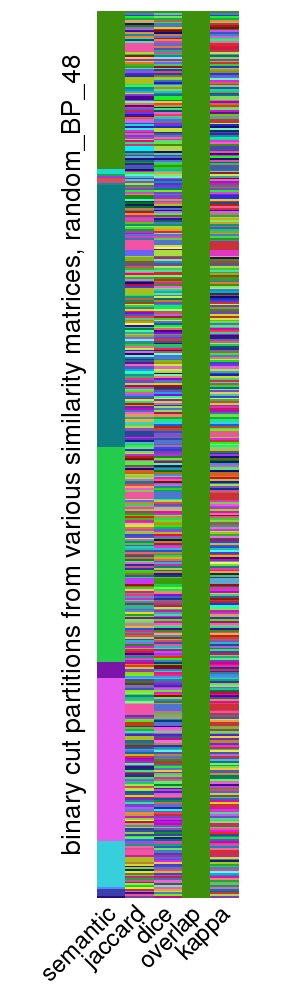 binary cut partitions from various similarity matrices, random_BP_48
semantic
jaccard
dice
overlap
kappa